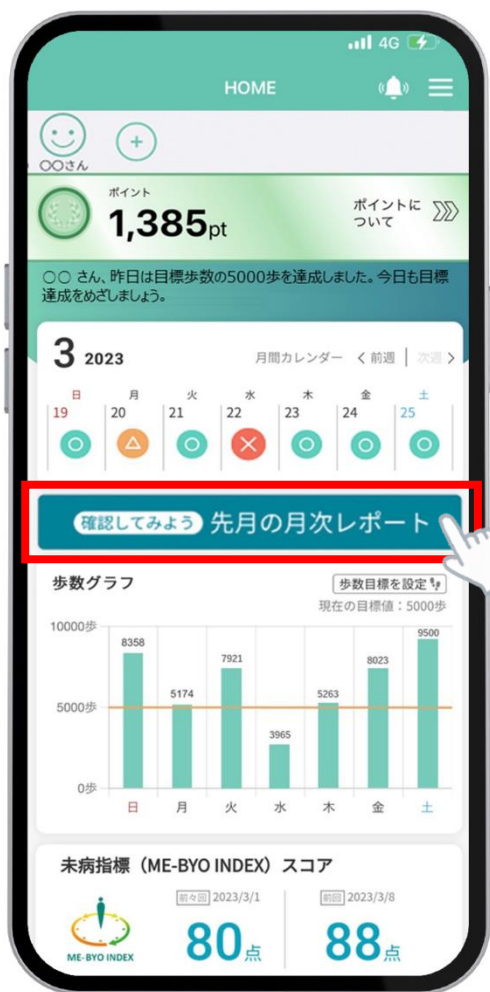 4G
HOME
〇〇さん
ポイント
1,385pt
ポイントに
ついて
〇〇 さん、昨日は目標歩数の5000歩を達成しました。今日も目標
達成をめざしましょう。
3 2023
月間カレンダー
前週
次週
日 月 火 水 木 金 土
19 20 21 22 23 24 25
確認してみよう 先月の月次レポート
歩数グラフ
歩数目標を設定
現在の目標値:5000歩
10000歩
5000歩
0歩
8358 5174 7921 3965 5263 8023 9500
日 月 火 水 木 金 土
未病指標(ME-BYO INDEX)スコア
ME-BYO INDEX
前々回 2023/3/1
80点
前回 2023/3/8
88点